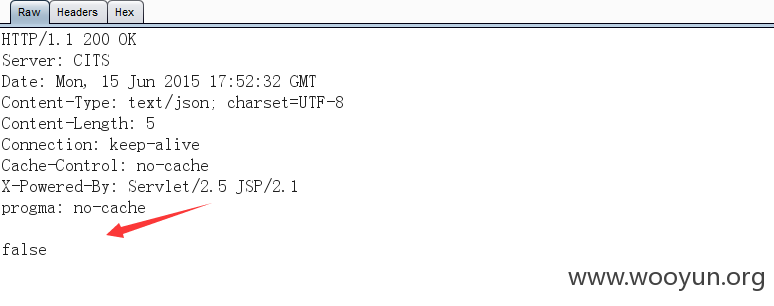 Raw Headers Hex
HTTP/1.1 200 OK
Server: CITS
Date: Mon, 15 Jun 2015 17:52:32 GMT
Content-Type: text/json; charset=UTF-8
Content-Length: 5
Connection: keep-alive
Cache-Control: no-cache
X-Powered-By: Servlet/2.5 JSP/2.1
progma: no-cache
false
www.wooyun.org